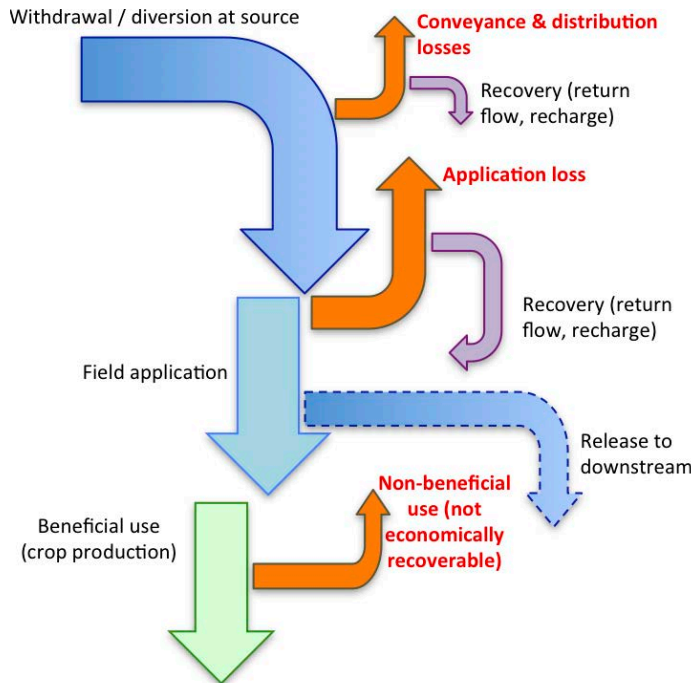 Withdrawal / diversion at source
Conveyance & distribution
losses
Recovery (return
flow, recharge)
Application loss
Recovery (return
flow, recharge)
Field application
Release to
downstream
Non-beneficial
use (not
economically
recoverable)
Beneficial use
(crop production)